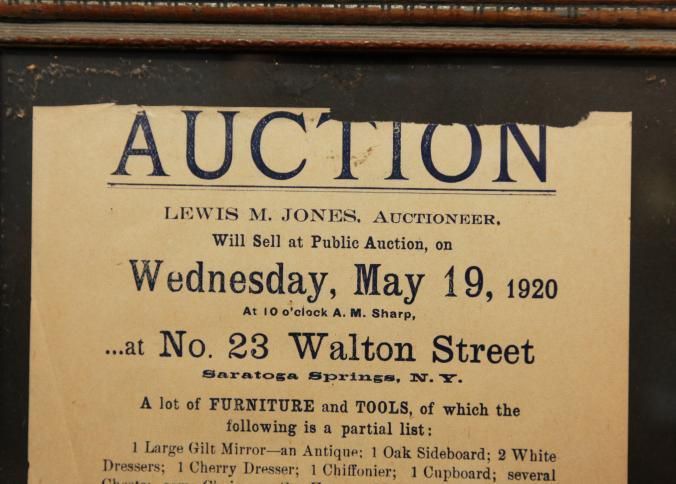 AUCTION
LEWIS M. JONES, AUCTIONEER,
Will Sell at Public Auction, on
Wednesday, May 19, 1920
At 10 o'clock A. M. Sharp,
...at No. 23 Walton Street
Saratoga Springs, N. Y.
A lot of FURNITURE and TOOLS, of which the
following is a partial list:
1 Large Gilt Mirror—an Antique; 1 Oak Sideboard; 2 White
Dressers; 1 Cherry Dresser; 1 Chiffonier; 1 Cupboard; several